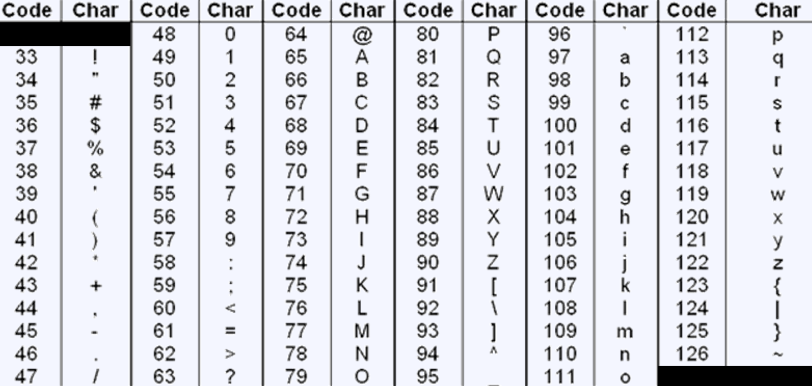 Code Char Code Char Code Char Code Char Code Char Code Char
48 0 64 @ 80 P 96 ` 112 p
33 ! 49 1 65 A 81 Q 97 a 113 q
34 " 50 2 66 B 82 R 98 b 114 r
35 # 51 3 67 C 83 S 99 c 115 s
36 $ 52 4 68 D 84 T 100 d 116 t
37 % 53 5 69 E 85 U 101 e 117 u
38 & 54 6 70 F 86 V 102 f 118 v
39 ' 55 7 71 G 87 W 103 g 119 w
40 ( 56 8 72 H 88 X 104 h 120 x
41 ) 57 9 73 I 89 Y 105 i 121 y
42 * 58 : 74 J 90 Z 106 j 122 z
43 + 59 ; 75 K 91 [ 107 k 123 {
44 , 60 < 76 L 92 \ 108 l 124 |
45 - 61 = 77 M 93 ] 109 m 125 }
46 . 62 > 78 N 94 ^ 110 n 126 ~
47 / 63 ? 79 O 95 _ 111 o